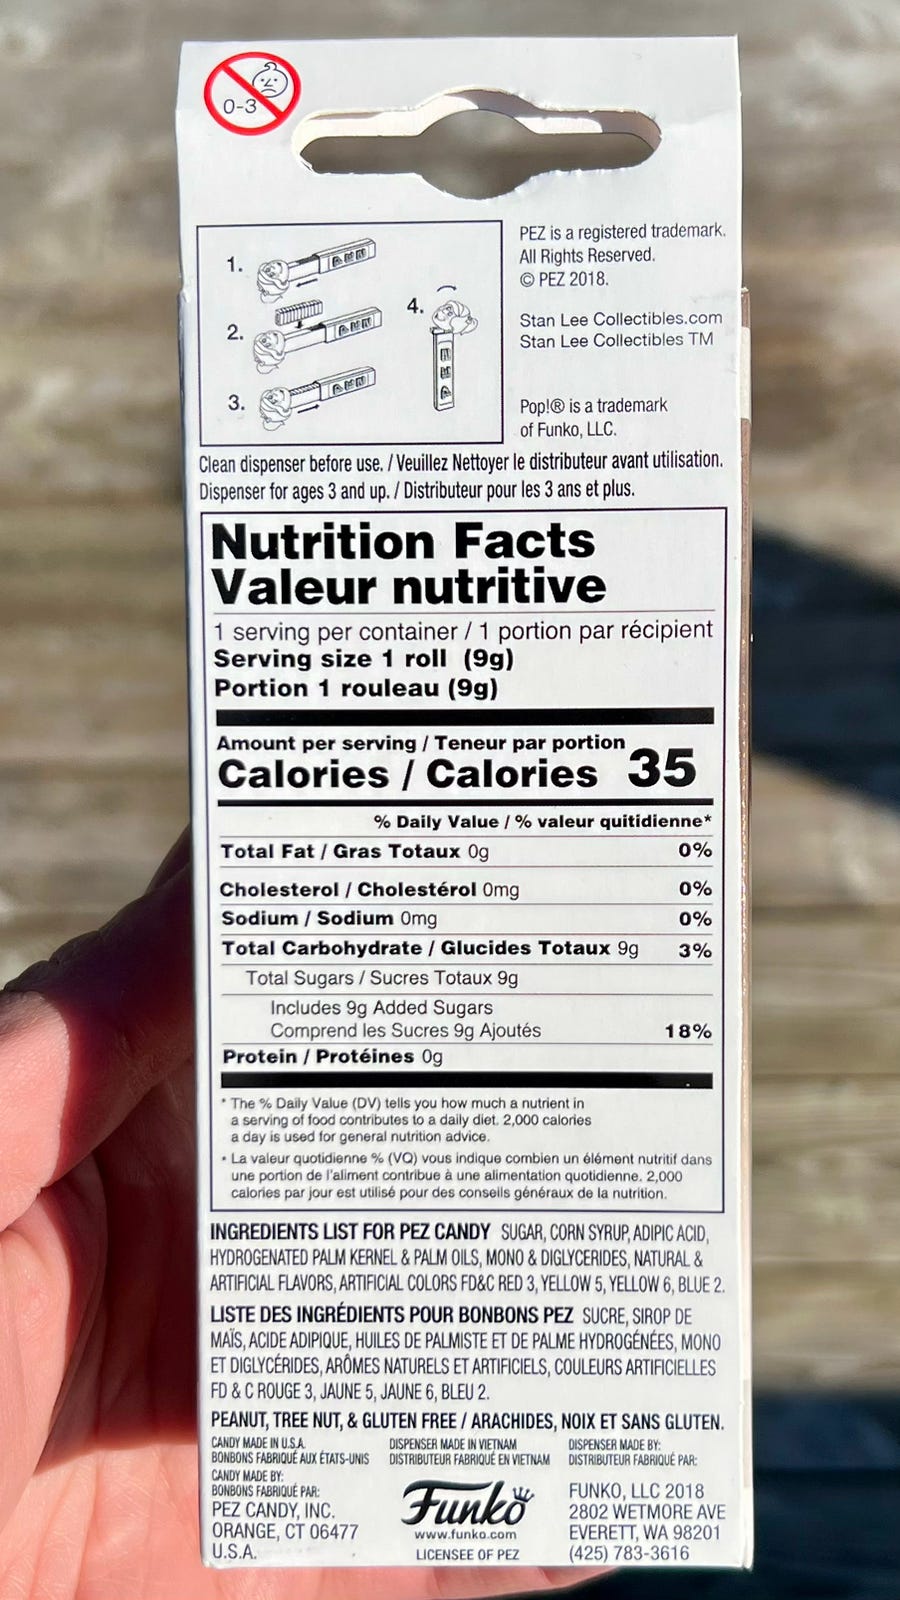 0-3
PEZ is a registered trademark.
All Rights Reserved.
© PEZ 2018.
Stan Lee Collectibles.com
Stan Lee Collectibles TM
Pop!® is a trademark
of Funko, LLC.
1.
2.
3.
4.
PEZ
Clean dispenser before use. / Veuillez Nettoyer le distributeur avant utilisation.
Dispenser for ages 3 and up. / Distributeur pour les 3 ans et plus.
Nutrition Facts
Valeur nutritive
1 serving per container / 1 portion par récipient
Serving size 1 roll (9g)
Portion 1 rouleau (9g)
Amount per serving / Teneur par portion
Calories / Calories 35
% Daily Value / % valeur quitidienne*
Total Fat / Gras Totaux 0g 0%
Cholesterol / Cholestérol 0mg 0%
Sodium / Sodium 0mg 0%
Total Carbohydrate / Glucides Totaux 9g 3%
Total Sugars / Sucres Totaux 9g
Includes 9g Added Sugars
Comprend les Sucres 9g Ajoutés 18%
Protein / Protéines 0g
* The % Daily Value (DV) tells you how much a nutrient in
a serving of food contributes to a daily diet. 2,000 calories
a day is used for general nutrition advice.
• La valeur quotidienne % (VQ) vous indique combien un élément nutritif dans
une portion de l'aliment contribue à une alimentation quotidienne. 2,000
calories par jour est utilisé pour des conseils généraux de la nutrition.
INGREDIENTS LIST FOR PEZ CANDY SUGAR, CORN SYRUP, ADIPIC ACID,
HYDROGENATED PALM KERNEL & PALM OILS, MONO & DIGLYCERIDES, NATURAL &
ARTIFICIAL FLAVORS, ARTIFICIAL COLORS FD&C RED 3, YELLOW 5, YELLOW 6, BLUE 2.
LISTE DES INGRÉDIENTS POUR BONBONS PEZ SUCRE, SIROP DE
MAÏS, ACIDE ADIPIQUE, HUILES DE PALMISTE ET DE PALME HYDROGÉNÉES, MONO
ET DIGLYCÉRIDES, ARÔMES NATURELS ET ARTIFICIELS, COULEURS ARTIFICIELLES
FD & C ROUGE 3, JAUNE 5, JAUNE 6, BLEU 2.
PEANUT, TREE NUT, & GLUTEN FREE / ARACHIDES, NOIX ET SANS GLUTEN.
CANDY MADE IN U.S.A.
BONBONS FABRIQUÉ AUX ÉTATS-UNIS
CANDY MADE BY:
BONBONS FABRIQUÉ PAR:
PEZ CANDY, INC.
ORANGE, CT 06477
U.S.A.
DISPENSER MADE IN VIETNAM
DISTRIBUTEUR FABRIQUÉ EN VIETNAM
Funko
www.funko.com
LICENSEE OF PEZ
DISPENSER MADE BY:
DISTRIBUTEUR FABRIQUÉ PAR:
FUNKO, LLC 2018
2802 WETMORE AVE
EVERETT, WA 98201
(425) 783-3616